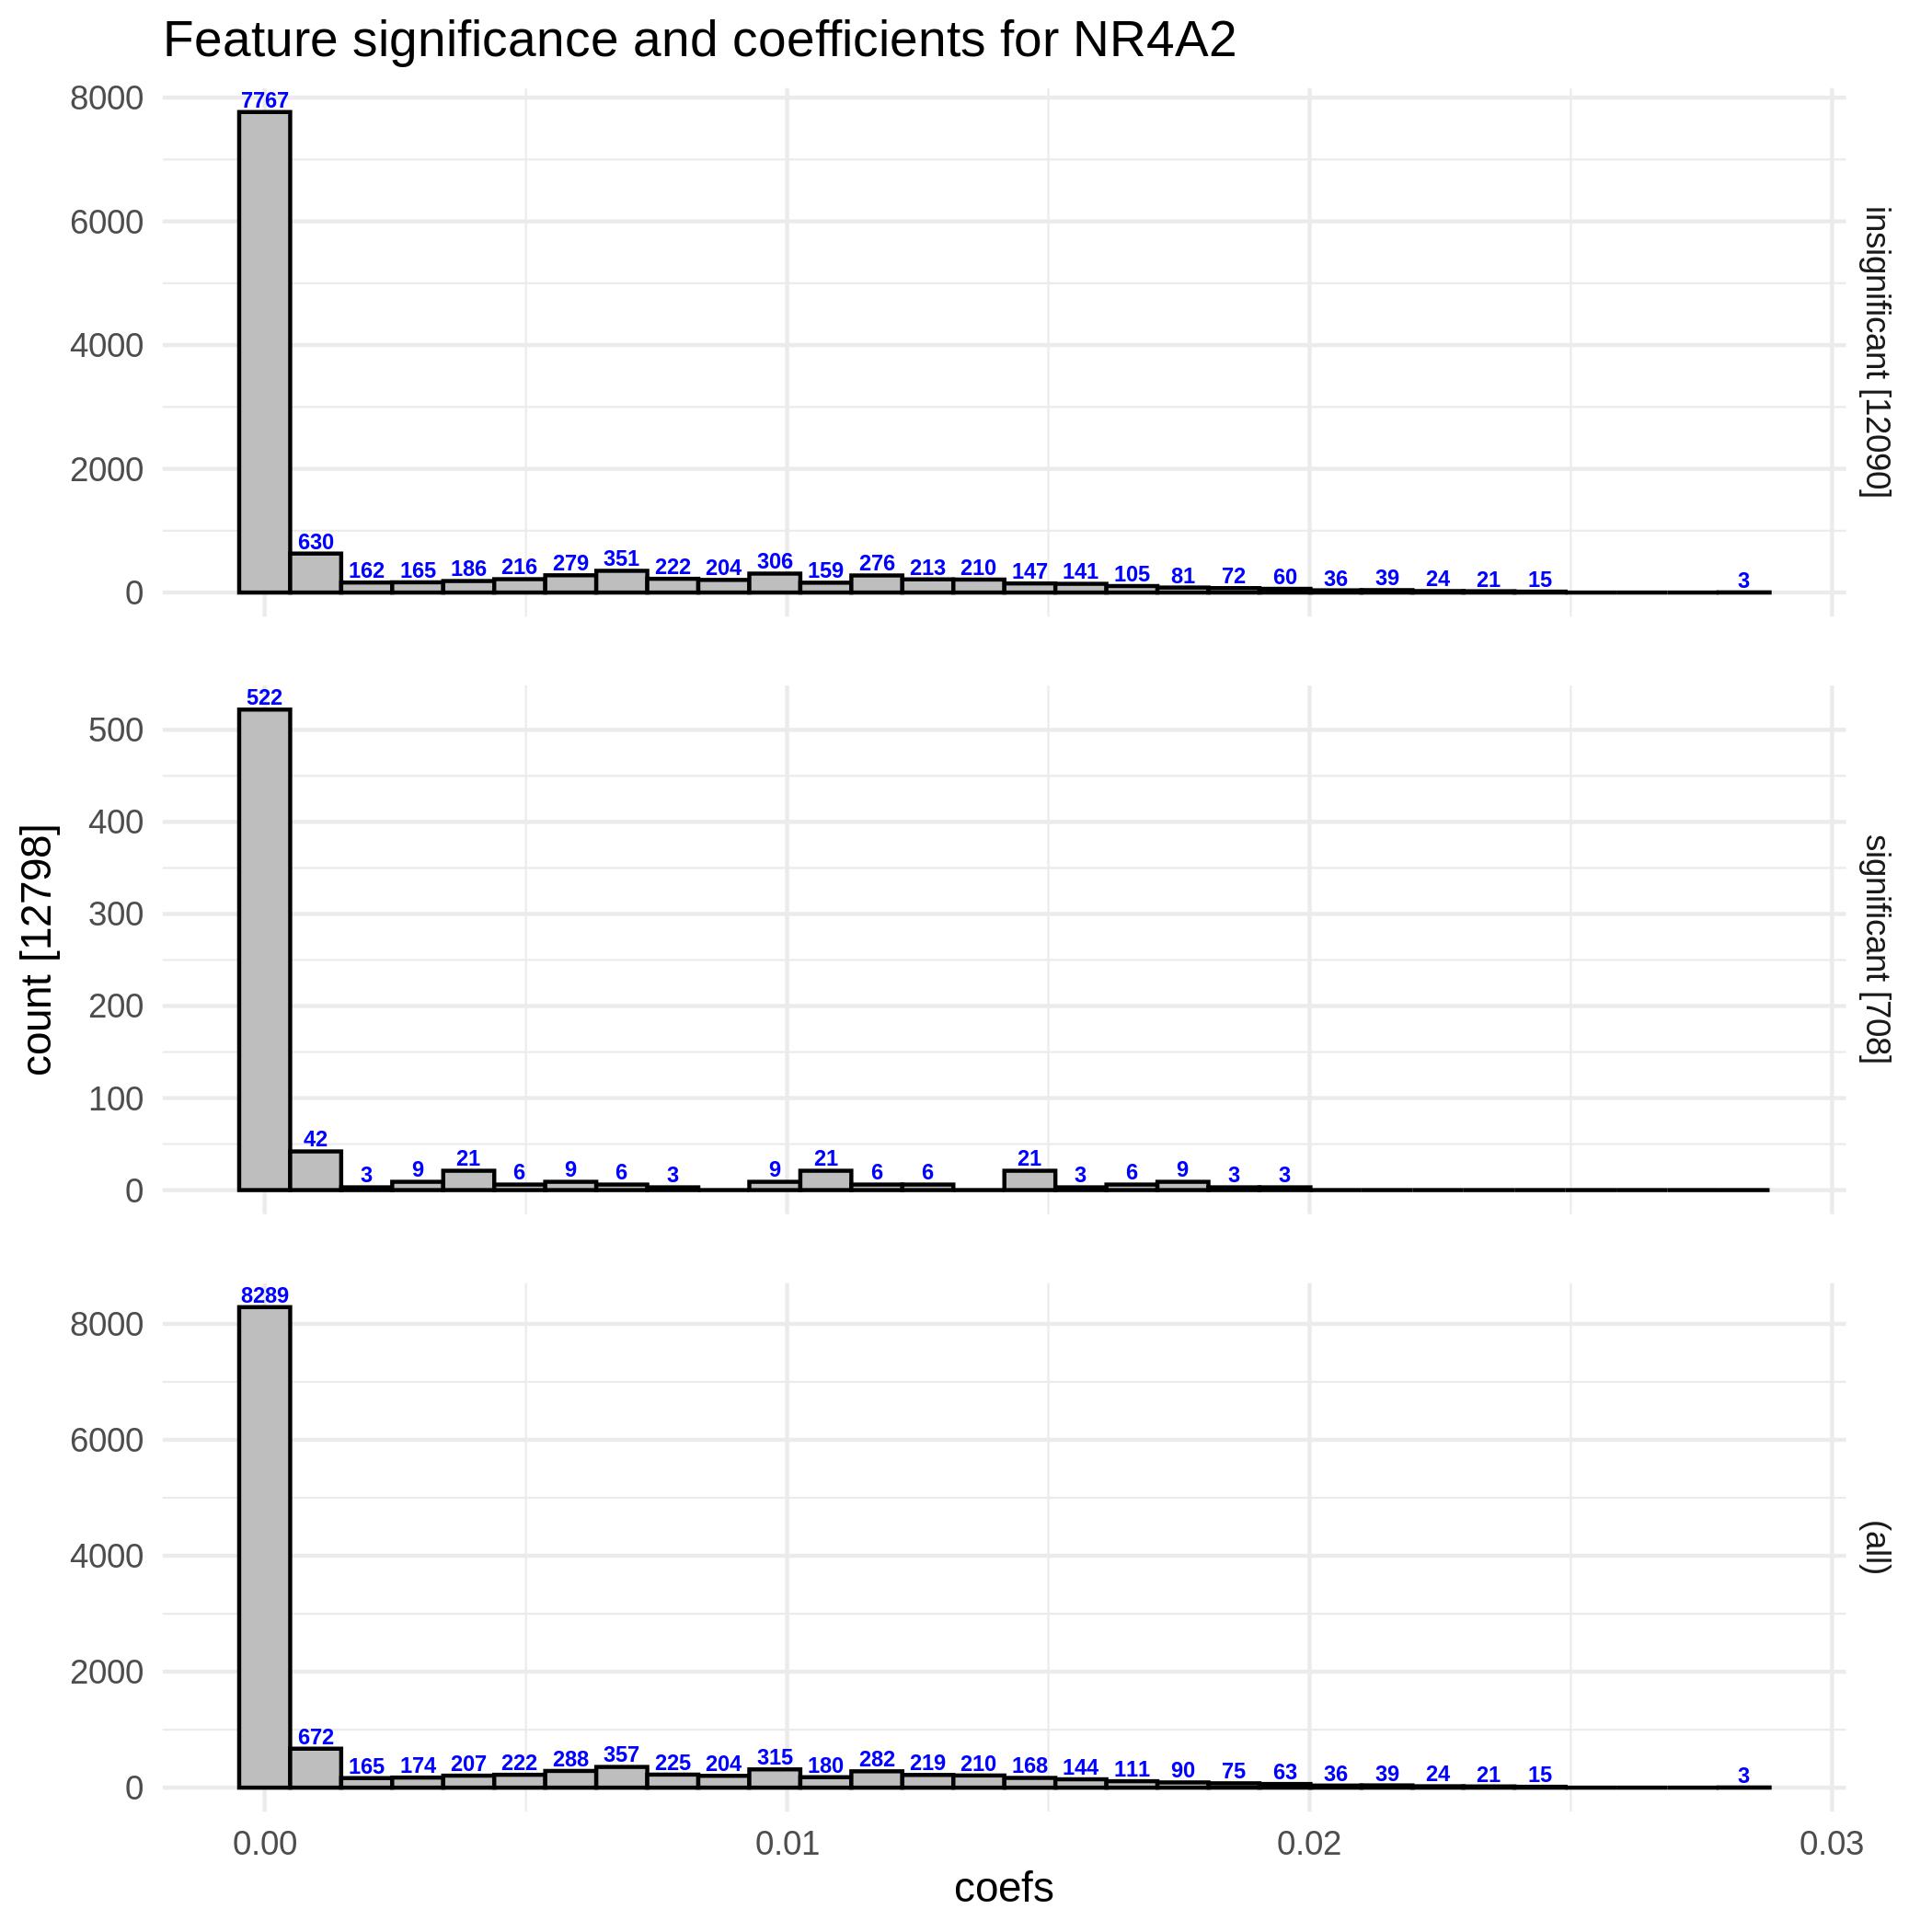 Feature significance and coefficients for NR4A2
8000
6000
4000
2000
0
7767
630 162 165 186 216 279 351 222 204 306 159 276 213 210 147 141 105 81 72 60 36 39 24 21 15 3
insignificant [12090]
count [12798]
500
400
300
200
100
0
522
42 3 9 21 6 9 6 3 9 21 6 6 21 3 6 9 3 3
significant [708]
8000
6000
4000
2000
0
8289
672 165 174 207 222 288 357 225 204 315 180 282 219 210 168 144 111 90 75 63 36 39 24 21 15 3
(all)
0.00 0.01 0.02 0.03
coefs